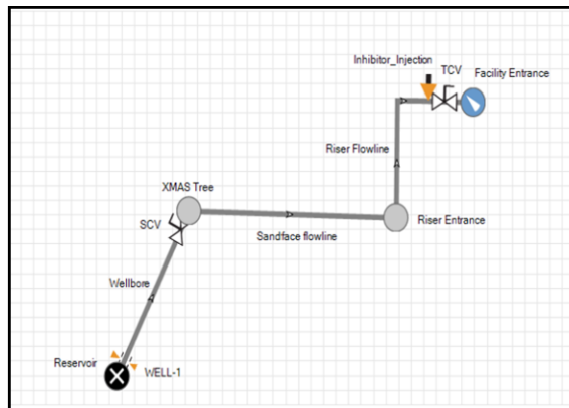 Inhibitor_Injection
TCV
Facility Entrance
Riser Flowline
XMAS Tree
SCV
Riser Entrance
Sandface flowline
Wellbore
Reservoir
WELL-1